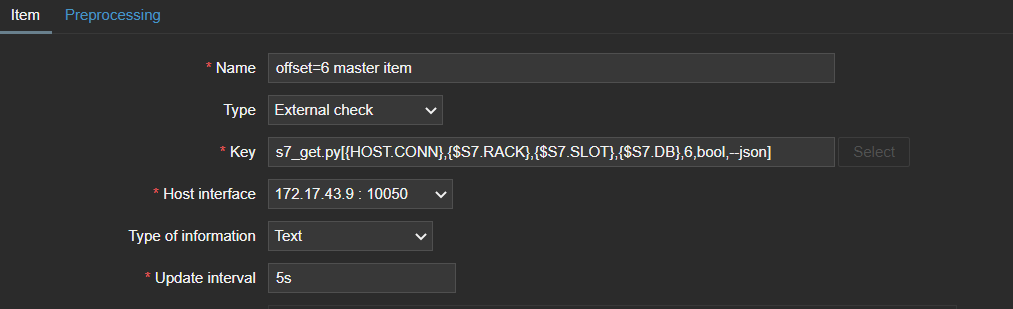 Item Preprocessing
* Name offset=6 master item
Type External check
* Key s7_get.py[{HOST.CONN},{$S7.RACK},{$S7.SLOT},{$S7.DB},6,bool,--json] Select
* Host interface 172.17.43.9 : 10050
Type of information Text
* Update interval 5s